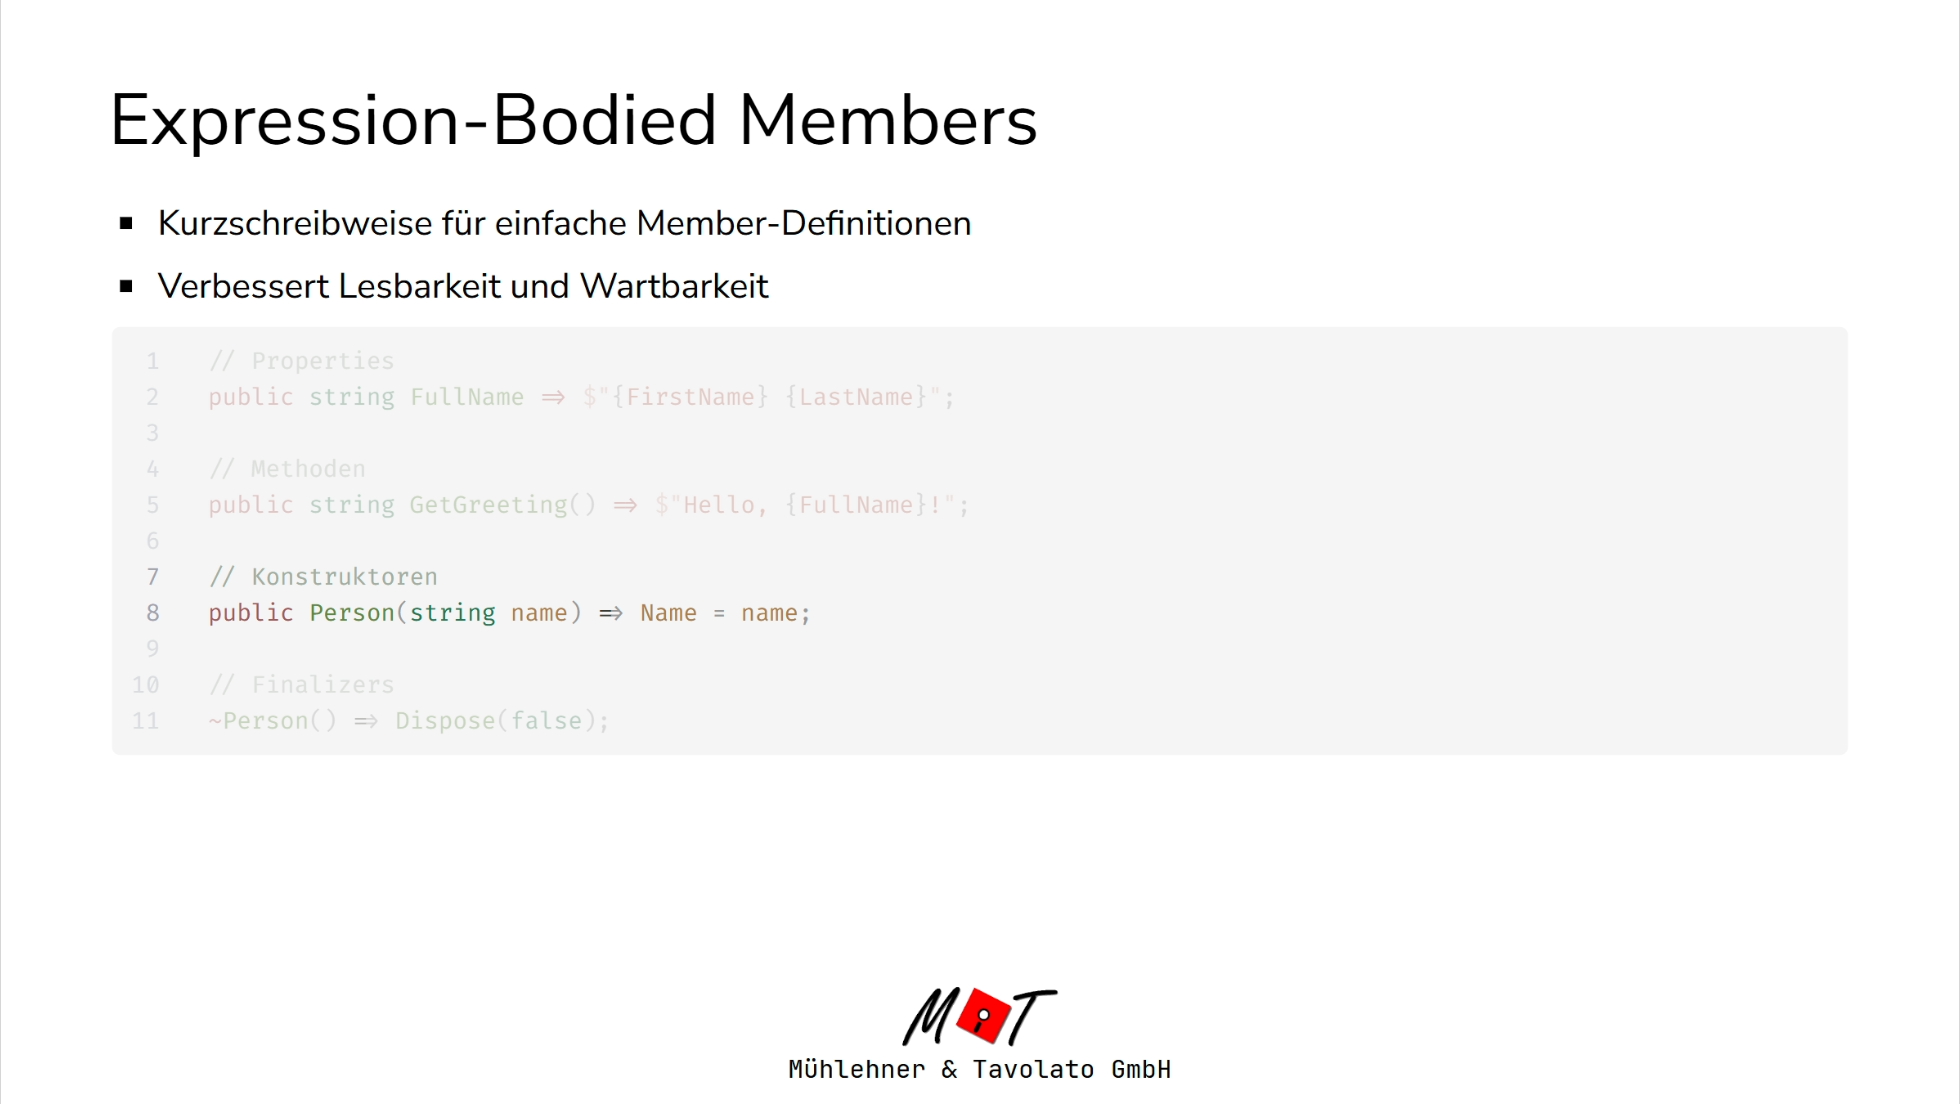 Expression-Bodied Members
▪ Kurzschreibweise für einfache Member-Definitionen
▪ Verbessert Lesbarkeit und Wartbarkeit
1 // Properties
2 public string FullName => $"{FirstName} {LastName}";
3
4 // Methoden
5 public string GetGreeting() => $"Hello, {FullName}!";
6
7 // Konstruktoren
8 public Person(string name) => Name = name;
9
10 // Finalizers
11 ~Person() => Dispose(false);
M T
Mühlehner & Tavolato GmbH